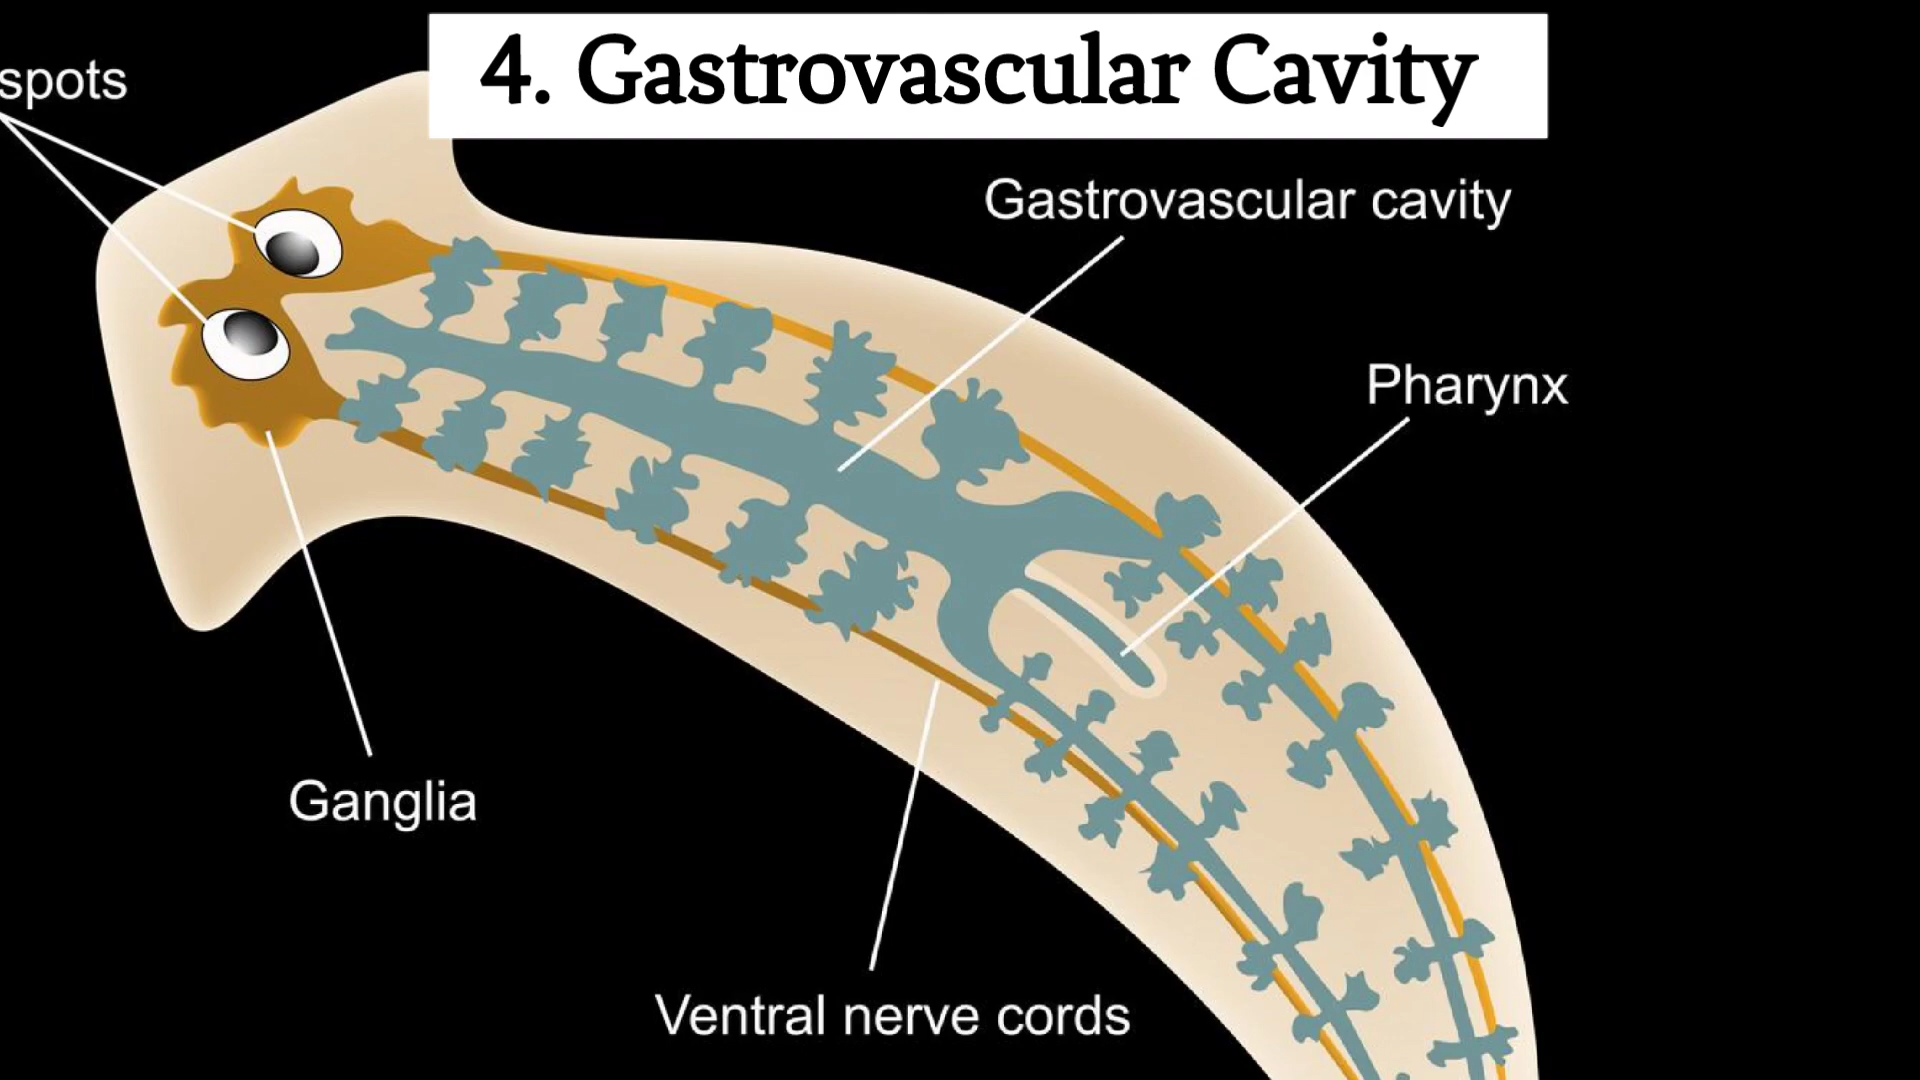 4. Gastrovascular Cavity
spots
Gastrovascular cavity
Pharynx
Ganglia
Ventral nerve cords